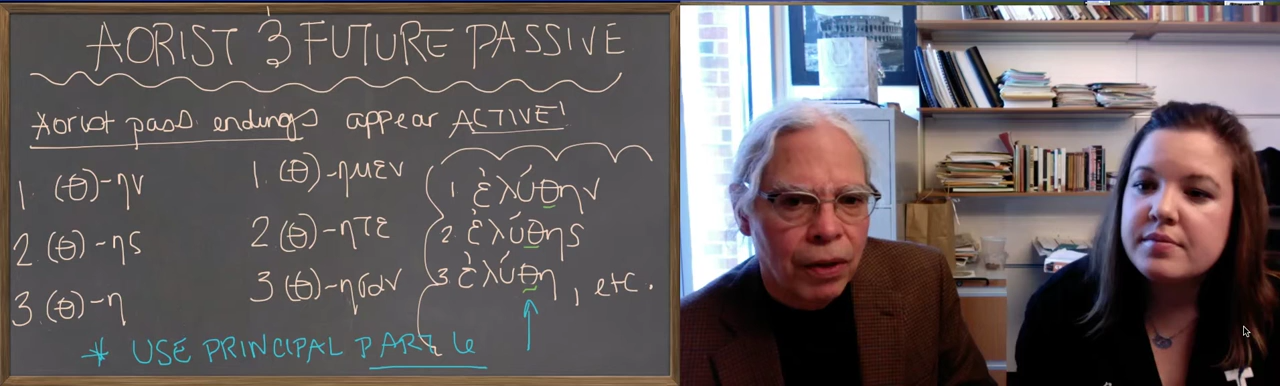 AORIST & FUTURE PASSIVE
Aorist pass. endings appear ACTIVE!
1. (θ)-ην 1. (θ)-ημεν 1 ἐλύθην
2 (θ)-ης 2 (θ)-ητε 2. ἐλύθης
3. (θ)-η 3 (θ)-ησαν 3. ἐλύθη, etc.
* USE PRINCIPAL PART 6